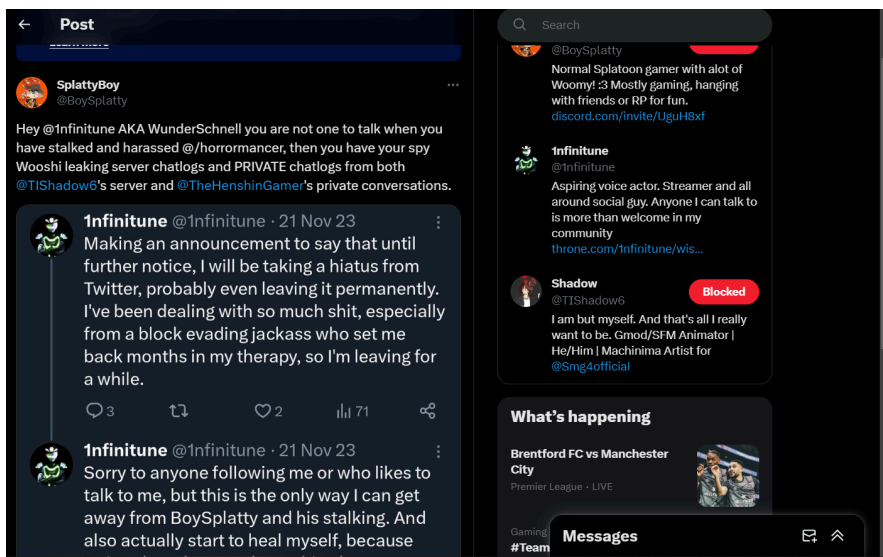 ← Post
Learn more
SplattyBoy
@BoySplatty
Hey @1nfinitune AKA WunderSchnell you are not one to talk when you
have stalked and harassed @/horrormancer, then you have your spy
Wooshi leaking server chatlogs and PRIVATE chatlogs from both
@TIShadow6's server and @TheHenshinGamer's private conversations.
1nfinitune @1nfinitune · 21 Nov 23
Making an announcement to say that until
further notice, I will be taking a hiatus from
Twitter, probably even leaving it permanently.
I've been dealing with so much shit, especially
from a block evading jackass who set me
back months in my therapy, so I'm leaving for
a while.
3 2 71
1nfinitune @1nfinitune · 21 Nov 23
Sorry to anyone following me or who likes to
talk to me, but this is the only way I can get
away from BoySplatty and his stalking. And
also actually start to heal myself, because
Search
@BoySplatty
Normal Splatoon gamer with alot of
Woomy! :3 Mostly gaming, hanging
with friends or RP for fun.
discord.com/invite/UguH8xf
1nfinitune
@1nfinitune
Aspiring voice actor. Streamer and all
around social guy. Anyone I can talk to
is more than welcome in my
community
throne.com/1nfinitune/wis...
Shadow
@TIShadow6
Blocked
I am but myself. And that's all I really
want to be. Gmod/SFM Animator |
He/Him | Machinima Artist for
@Smg4official
What's happening
Brentford FC vs Manchester
City
Premier League · LIVE
Gaming
#Team
Messages